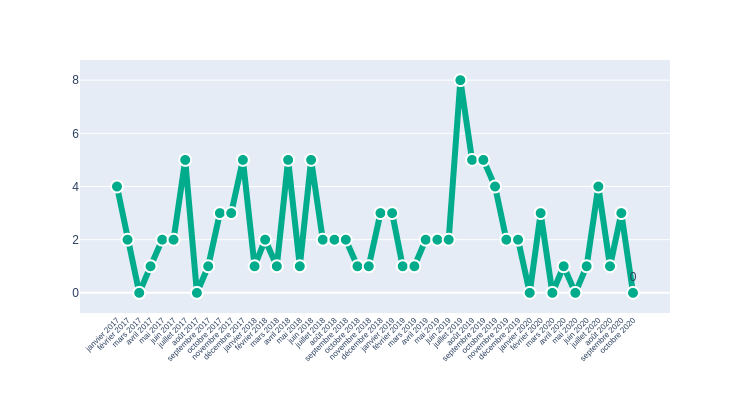 8
6
4
2
0
0
janvier 2017
février 2017
mars 2017
avril 2017
mai 2017
juin 2017
juillet 2017
août 2017
septembre 2017
octobre 2017
novembre 2017
décembre 2017
janvier 2018
février 2018
mars 2018
avril 2018
mai 2018
juin 2018
juillet 2018
août 2018
septembre 2018
octobre 2018
novembre 2018
décembre 2018
janvier 2019
février 2019
mars 2019
avril 2019
mai 2019
juin 2019
juillet 2019
août 2019
septembre 2019
octobre 2019
novembre 2019
décembre 2019
janvier 2020
février 2020
mars 2020
avril 2020
mai 2020
juin 2020
juillet 2020
août 2020
septembre 2020
octobre 2020